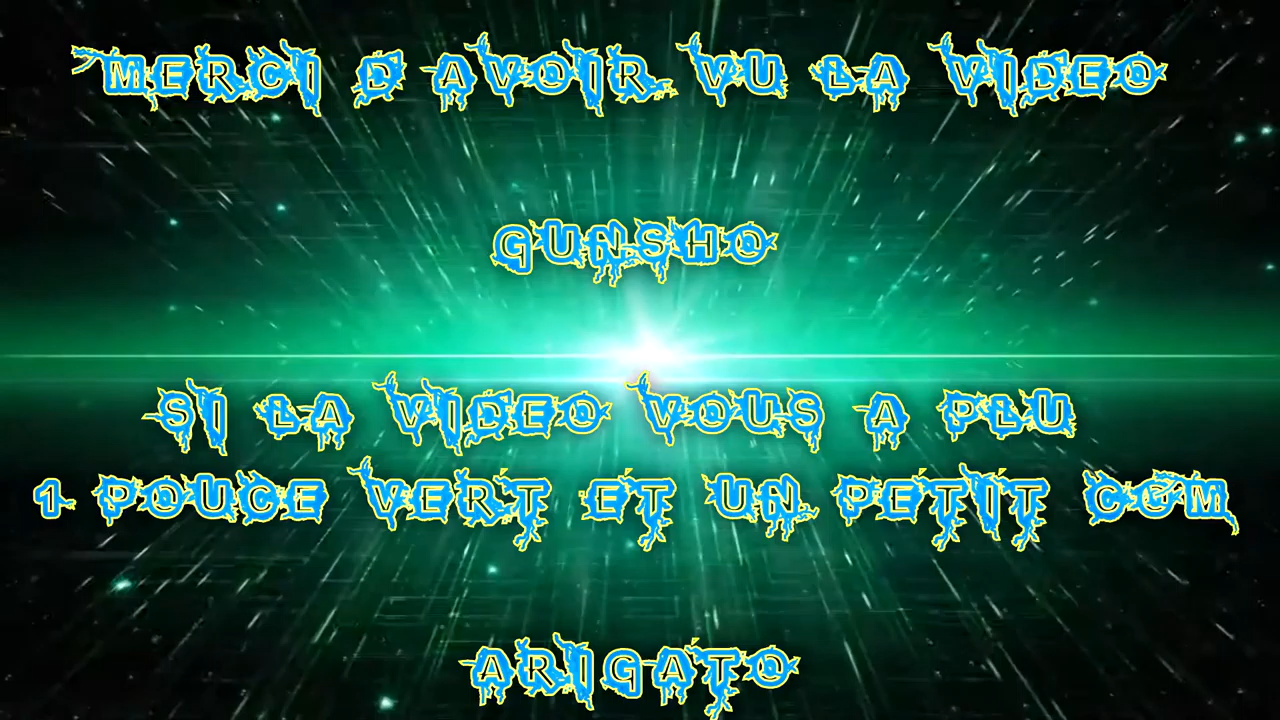 MERCI D AVOIR VU LA VIDEO
GUNSHO
SI LA VIDEO VOUS A PLU
1 POUCE VERT ET UN PETIT COM
ARIGATO